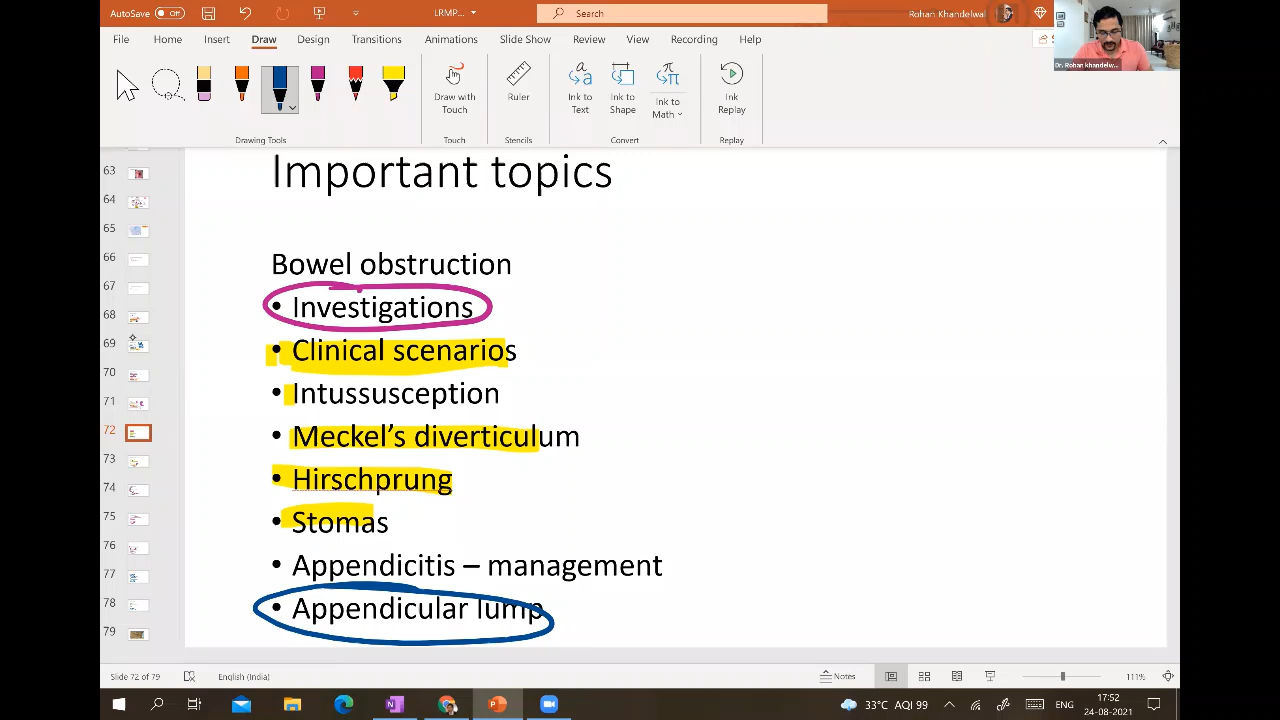 AutoSave Off LRMP... Search Rohan Khandelwal
File Home Insert Draw Design Transitions Animations Slide Show Review View Recording Help
Dr. Rohan khandelw...
Draw with Touch Ruler Ink to Text Ink to Shape Ink to Math Ink Replay
Drawing Tools Touch Stencils Convert Replay
Important topics
Bowel obstruction
• Investigations
• Clinical scenarios
• Intussusception
• Meckel's diverticulum
• Hirschprung
• Stomas
• Appendicitis – management
• Appendicular lump
63
64
65
66
67
68
69
70
71
72
73
74
75
76
77
78
79
Slide 72 of 79 English (India) Notes 111%
33°C AQI 99 ENG 17:52
24-08-2021